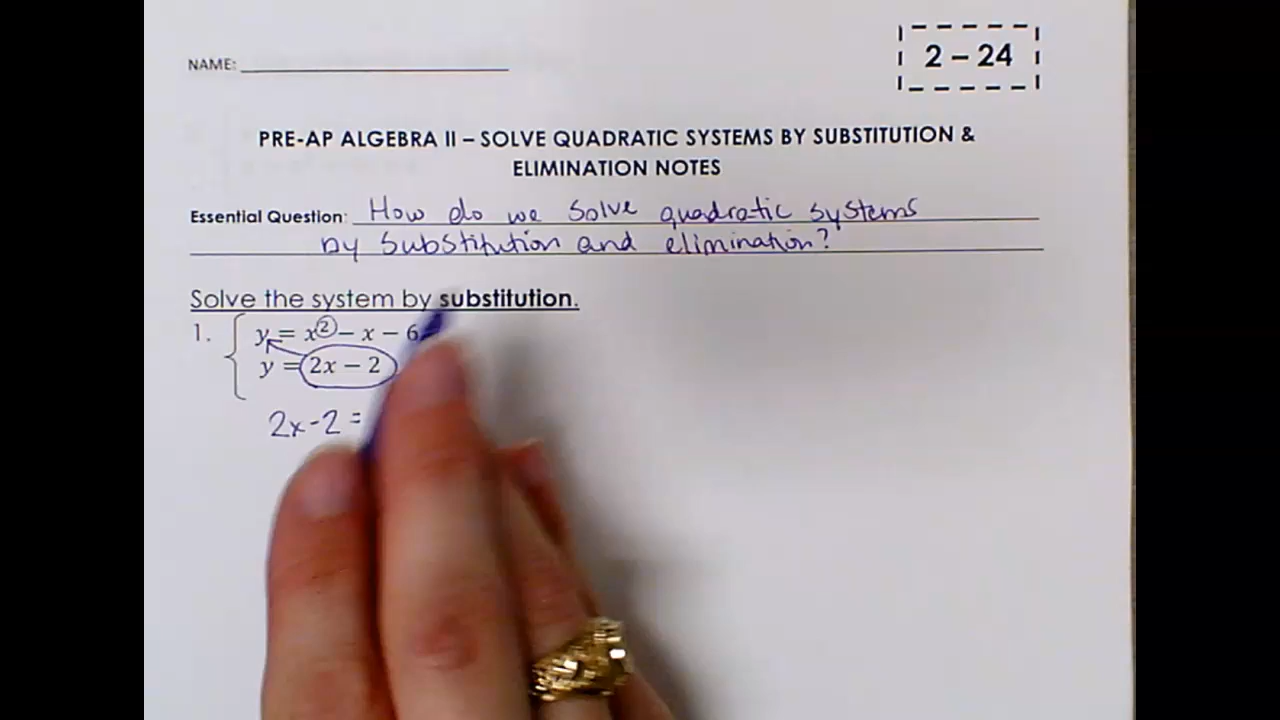 NAME:
2 – 24
PRE-AP ALGEBRA II – SOLVE QUADRATIC SYSTEMS BY SUBSTITUTION &
ELIMINATION NOTES
Essential Question: How do we solve quadratic systems
by substitution and elimination?
Solve the system by substitution.
1. y = x² – x – 6
y = 2x – 2
2x-2 =